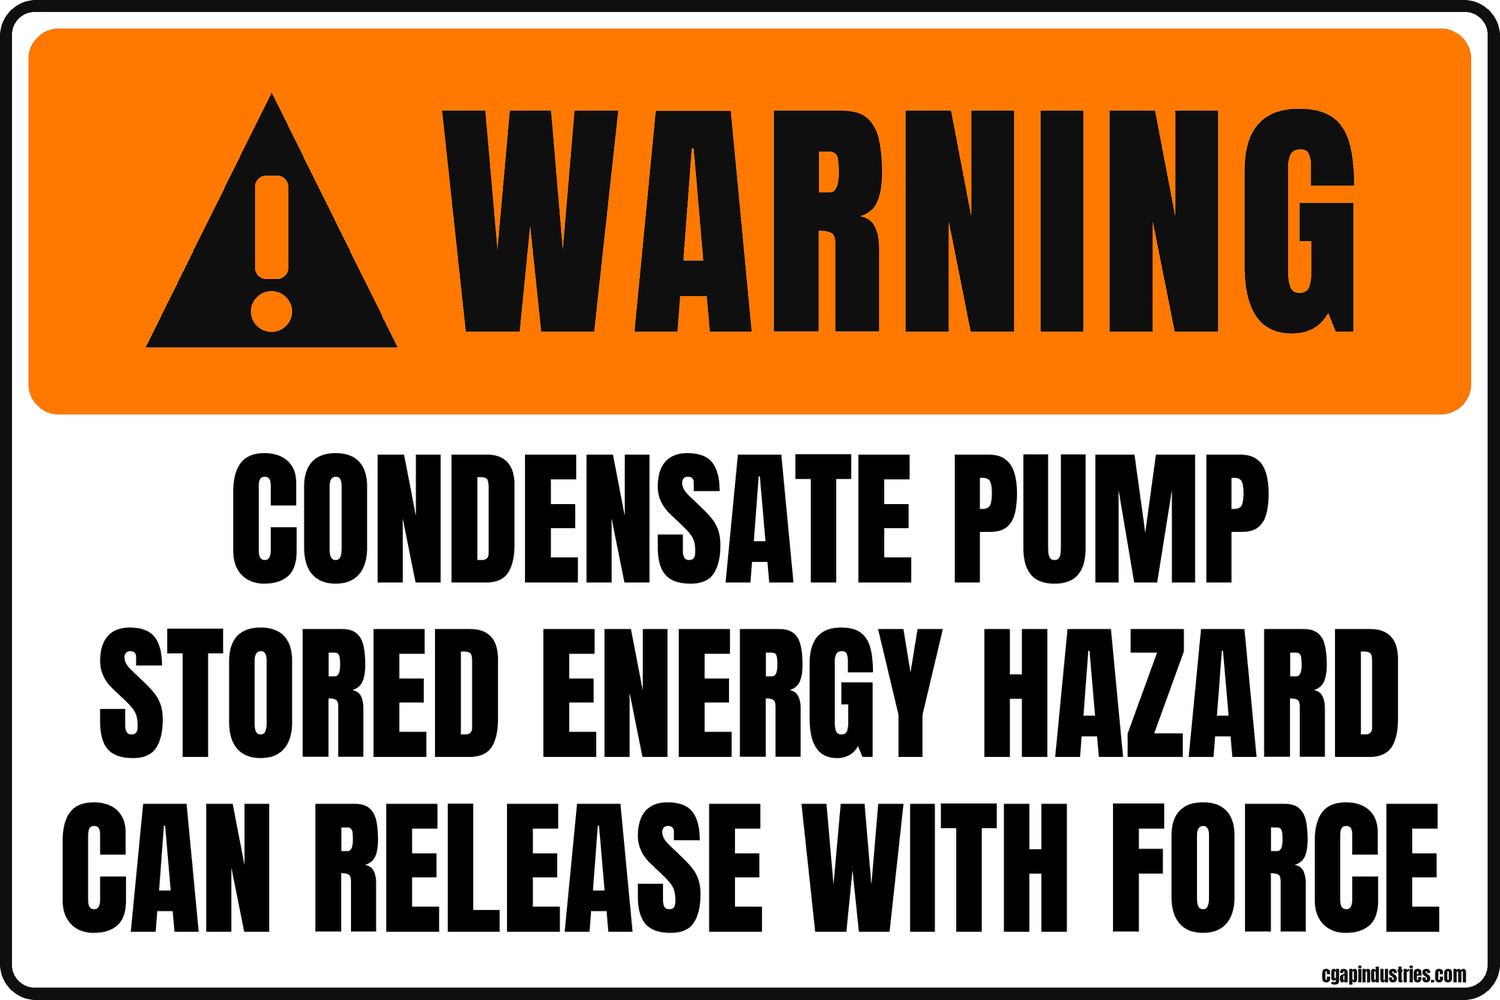 WARNING
CONDENSATE PUMP
STORED ENERGY HAZARD
CAN RELEASE WITH FORCE
cgapindustries.com